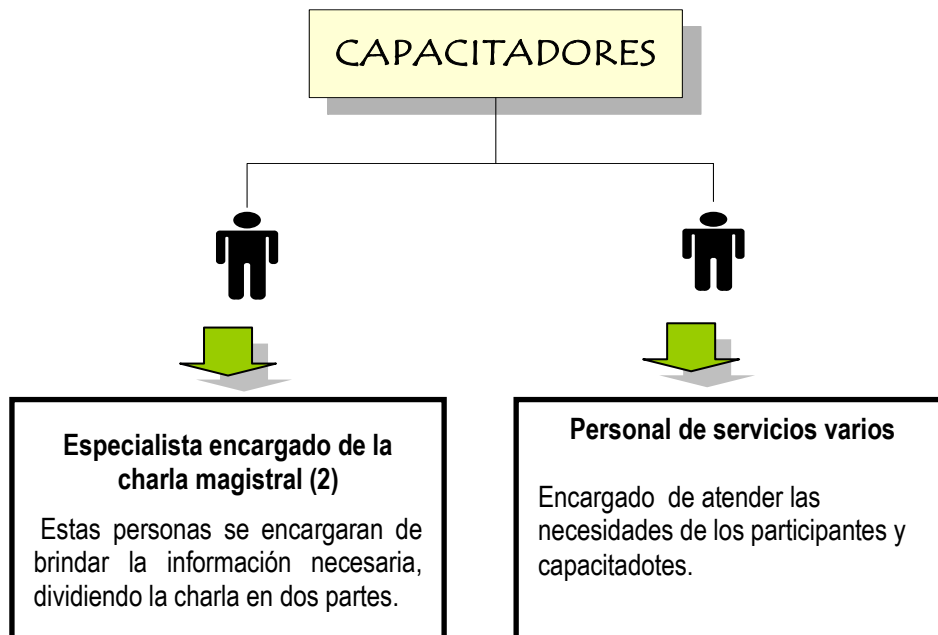 CAPACITADORES
Especialista encargado de la
charla magistral (2)
Estas personas se encargaran de
brindar la información necesaria,
dividiendo la charla en dos partes.
Personal de servicios varios
Encargado de atender las
necesidades de los participantes y
capacitadotes.